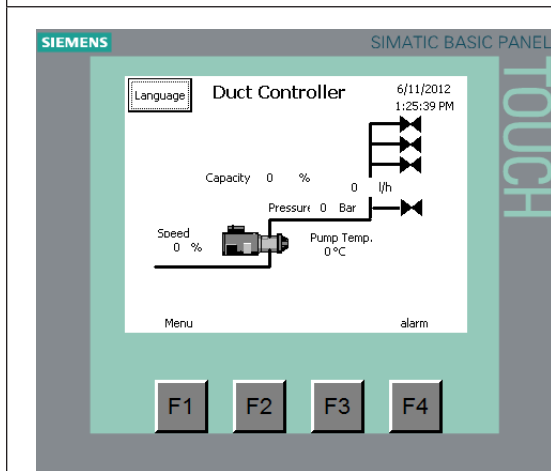 SIEMENS
SIMATIC BASIC PANEL
TOUCH
Language
Duct Controller
6/11/2012
1:25:39 PM
Capacity 0 %
0 l/h
Pressure 0 Bar
Speed
0 %
Pump Temp.
0 °C
Menu
alarm
F1 F2 F3 F4